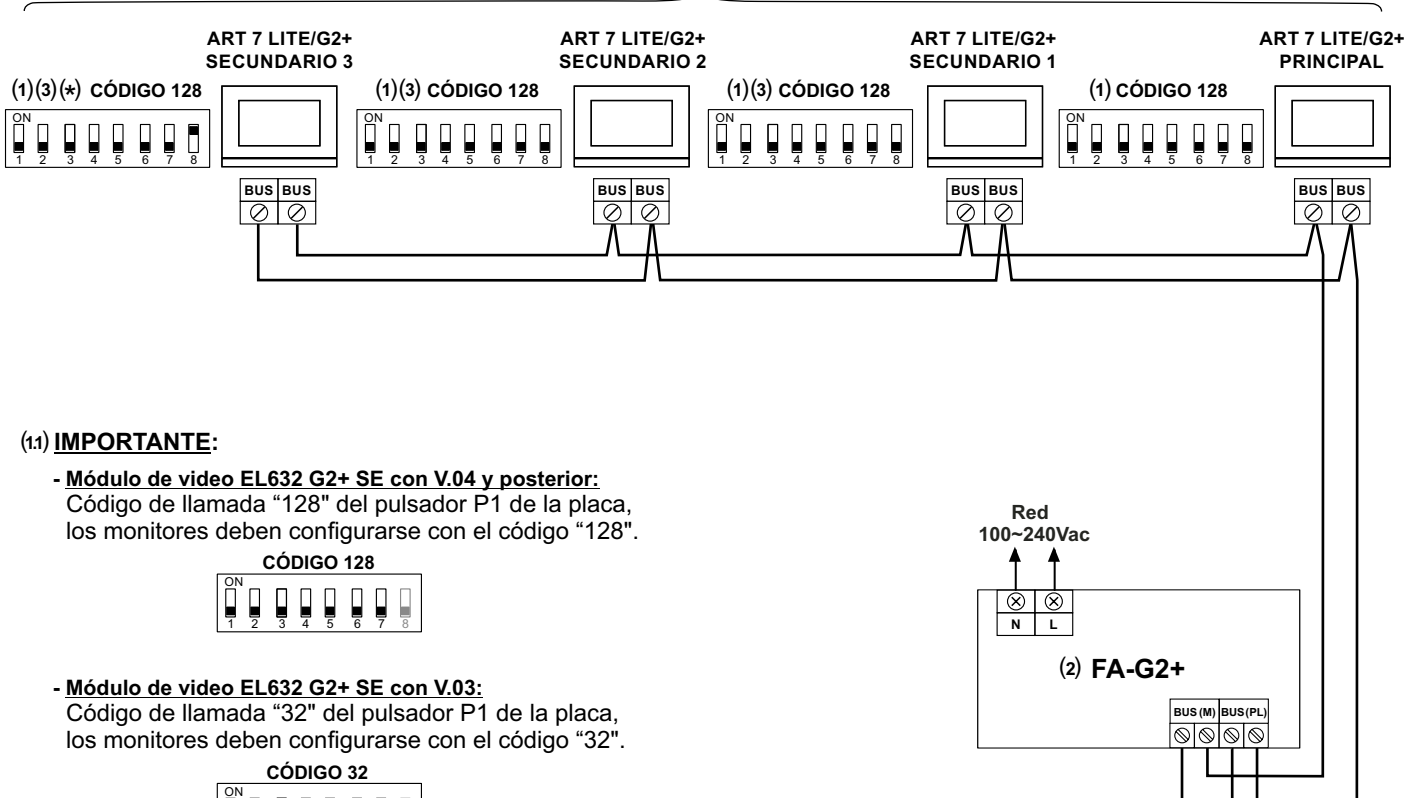 ART 7 LITE/G2+
SECUNDARIO 3
ART 7 LITE/G2+
SECUNDARIO 2
ART 7 LITE/G2+
SECUNDARIO 1
ART 7 LITE/G2+
PRINCIPAL
(1)(3)(*) CÓDIGO 128
(1)(3) CÓDIGO 128
(1)(3) CÓDIGO 128
(1) CÓDIGO 128
ON
1 2 3 4 5 6 7 8
ON
1 2 3 4 5 6 7 8
ON
1 2 3 4 5 6 7 8
ON
1 2 3 4 5 6 7 8
BUS BUS
BUS BUS
BUS BUS
BUS BUS
(1.1) IMPORTANTE:
- Módulo de video EL632 G2+ SE con V.04 y posterior:
Código de llamada “128" del pulsador P1 de la placa,
los monitores deben configurarse con el código “128".
CÓDIGO 128
ON
1 2 3 4 5 6 7 8
- Módulo de video EL632 G2+ SE con V.03:
Código de llamada “32" del pulsador P1 de la placa,
los monitores deben configurarse con el código “32".
CÓDIGO 32
ON
Red
100~240Vac
N L
(2) FA-G2+
BUS (M) BUS (PL)